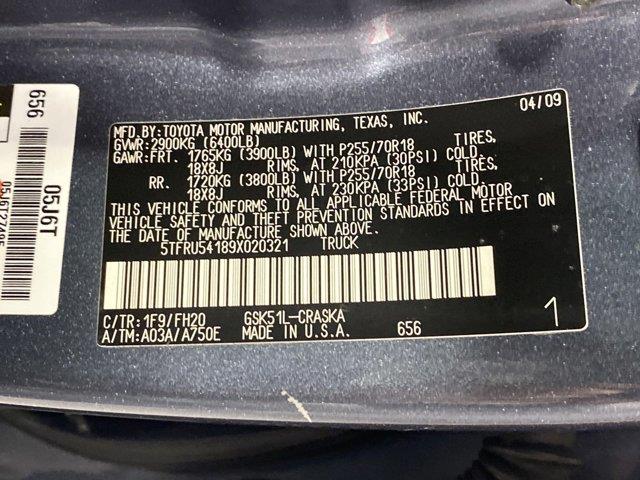 MFD.BY:TOYOTA MOTOR MANUFACTURING, TEXAS, INC. 04/09
GVWR:2900KG (6400LB)
GAWR:FRT. 1765KG (3900LB) WITH P255/70R18 TIRES,
18X8J RIMS, AT 210KPA (30PSI) COLD
RR. 1720KG (3800LB) WITH P255/70R18 TIRES,
18X8J RIMS, AT 230KPA (33PSI) COLD.
THIS VEHICLE CONFORMS TO ALL APPLICABLE FEDERAL MOTOR
VEHICLE SAFETY AND THEFT PREVENTION STANDARDS IN EFFECT ON
THE DATE OF MANUFACTURE SHOWN ABOVE.
5TFRU54189X020321 TRUCK
C/TR:1F9/FH20 GSK51L-CRASKA
A/TM:A03A/A750E MADE IN U.S.A. 656
1
656
05J6T